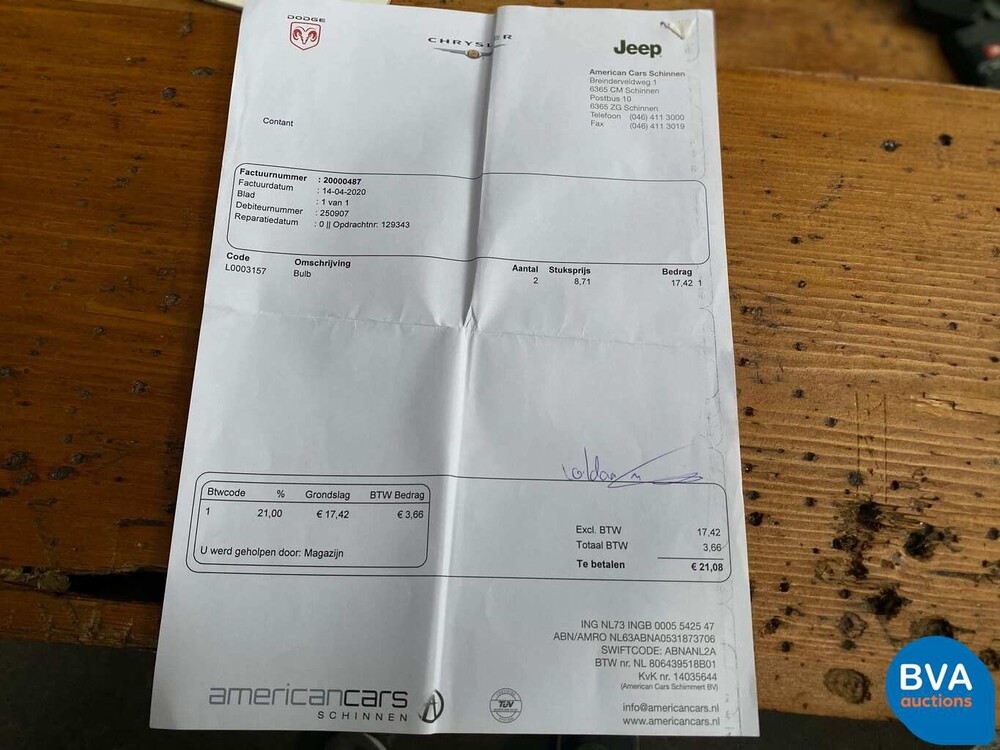 DODGE
CHRYSLER
Jeep
American Cars Schinnen
Breinderveldweg 1
6365 CM Schinnen
Postbus 10
6365 ZG Schinnen
Telefoon (046) 411 3000
Fax (046) 411 3019
Contant
Factuurnummer : 20000487
Factuurdatum : 14-04-2020
Blad : 1 van 1
Debiteurnummer : 250907
Reparatiedatum : 0 || Opdrachtnr: 129343
Code Omschrijving Aantal Stuksprijs Bedrag
L0003157 Bulb 2 8,71 17,42 1
Btwcode % Grondslag BTW Bedrag
1 21,00 € 17,42 € 3,66
U werd geholpen door: Magazijn
Excl. BTW 17,42
Totaal BTW 3,66
Te betalen € 21,08
ING NL73 INGB 0005 5425 47
ABN/AMRO NL63ABNA0531873706
SWIFTCODE: ABNANL2A
BTW nr. NL 806439518B01
KvK nr. 14035644
(American Cars Schimmert BV)
info@americancars.nl
www.americancars.nl
americancars
SCHINNEN
TÜV
BVA
auctions